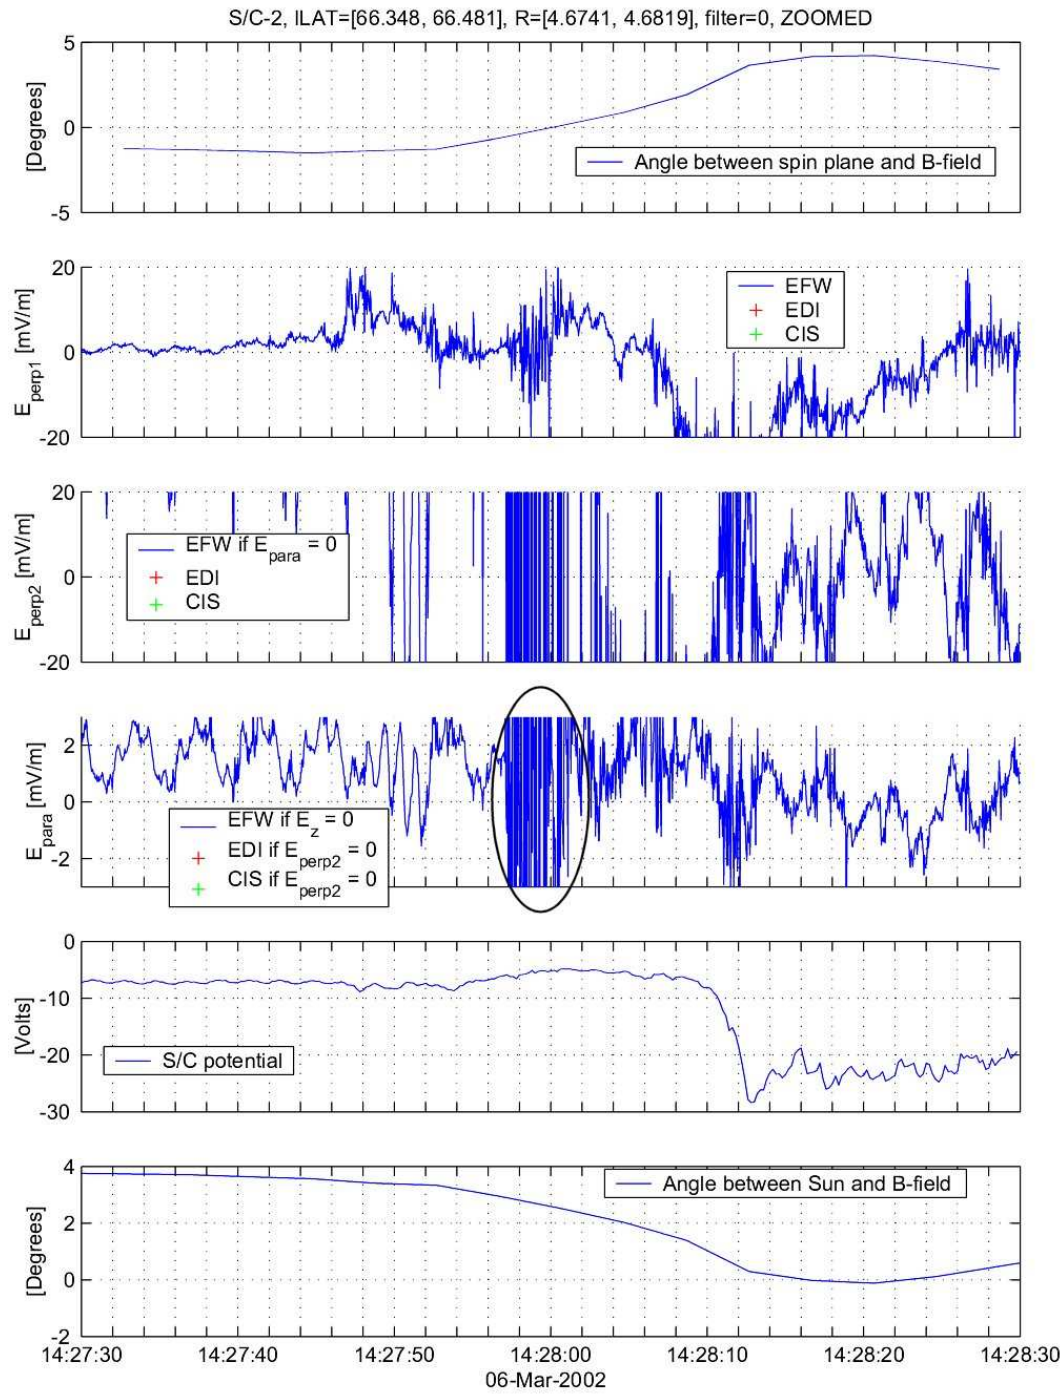 S/C-2, ILAT=[66.348, 66.481], R=[4.6741, 4.6819], filter=0, ZOOMED
5
0
-5
[Degrees]
Angle between spin plane and B-field
20
0
-20
E_perp1 [mV/m]
EFW
EDI
CIS
20
0
-20
E_perp2 [mV/m]
EFW if E_para = 0
EDI
CIS
2
0
-2
E_para [mV/m]
EFW if E_z = 0
EDI if E_perp2 = 0
CIS if E_perp2 = 0
0
-10
-20
-30
[Volts]
S/C potential
4
2
0
-2
[Degrees]
Angle between Sun and B-field
14:27:30 14:27:40 14:27:50 14:28:00 14:28:10 14:28:20 14:28:30
06-Mar-2002